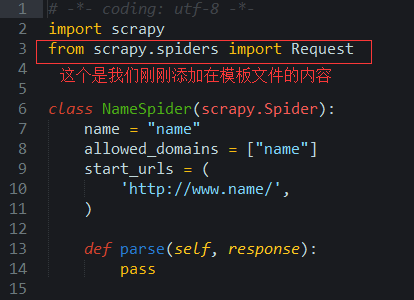 1 # -*- coding: utf-8 -*-
2 import scrapy
3 from scrapy.spiders import Request
4
5 这个是我们刚刚添加在模板文件的内容
6 class NameSpider(scrapy.Spider):
7     name = "name"
8     allowed_domains = ["name"]
9     start_urls = (
10         'http://www.name/',
11     )
12
13     def parse(self, response):
14         pass
15